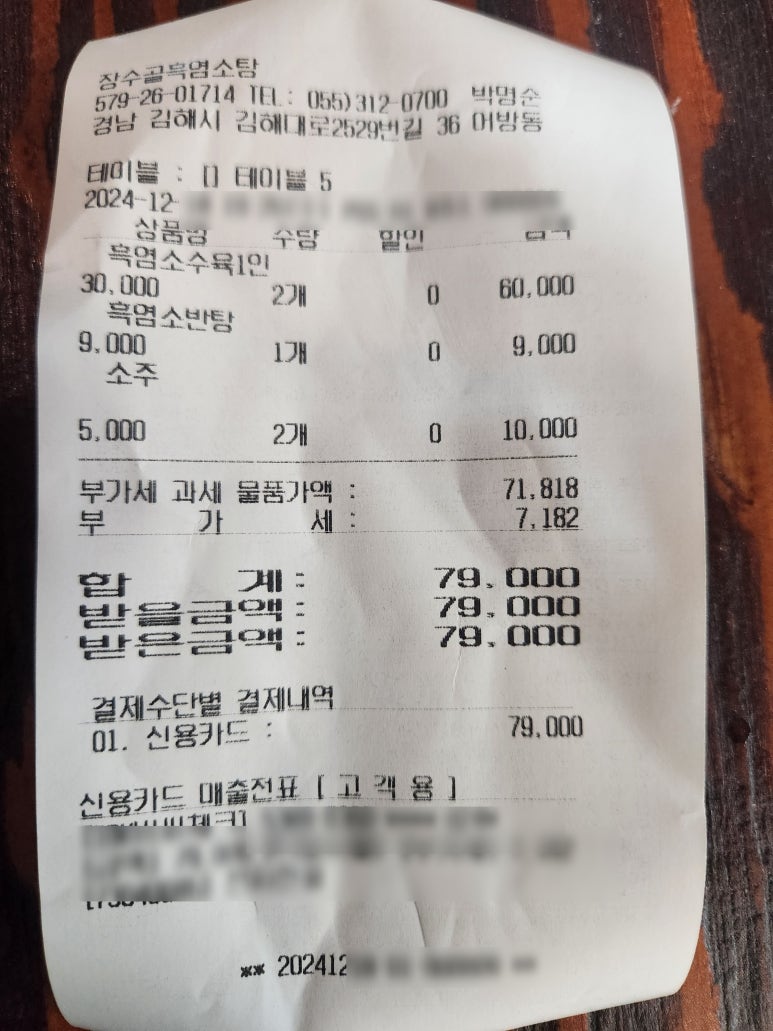 장수골흑염소탕
579-26-01714 TEL: 055)312-0700 박명순
경남 김해시 김해대로2529번길 36 어방동
테이블 : [] 테이블 5
2024-12-
상품명 수량 할인 금액
흑염소수육1인
30,000 2개 0 60,000
흑염소반탕
9,000 1개 0 9,000
소주
5,000 2개 0 10,000
부가세 과세 물품가액 : 71,818
부 가 세 : 7,182
합 계 : 79,000
받을금액 : 79,000
받은금액 : 79,000
결제수단별 결제내역
01. 신용카드 : 79,000
신용카드 매출전표 [ 고 객 용 ]
** 202412